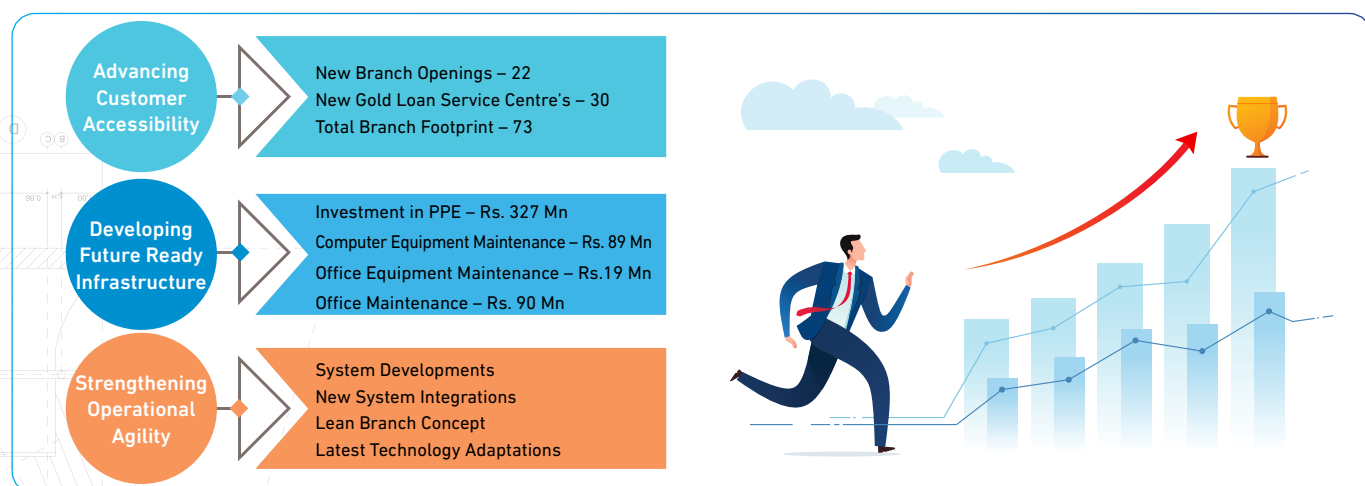 Advancing
Customer
Accessibility
New Branch Openings – 22
New Gold Loan Service Centre's – 30
Total Branch Footprint – 73
Developing
Future Ready
Infrastructure
Investment in PPE – Rs. 327 Mn
Computer Equipment Maintenance – Rs. 89 Mn
Office Equipment Maintenance – Rs.19 Mn
Office Maintenance – Rs. 90 Mn
Strengthening
Operational
Agility
System Developments
New System Integrations
Lean Branch Concept
Latest Technology Adaptations
D
C
B
0.86